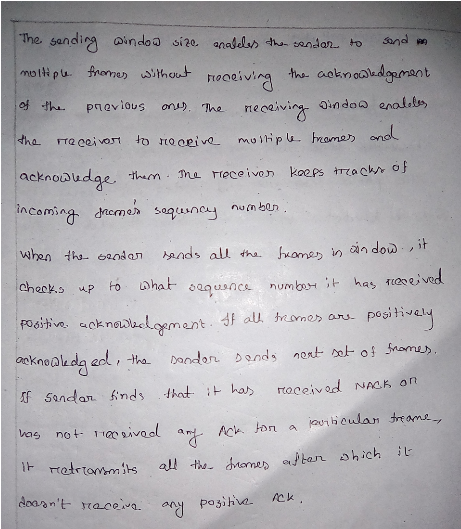 The sending window size enables the sender to send
multiple frames without receiving the acknowledgement
of the previous ones. The receiving window enables
the receiver to receive multiple frames and
acknowledge them. The receiver keeps track of
incoming frame's sequency number.
When the sender sends all the frames in window, it
checks up to what sequence number it has received
positive acknowledgement. If all frames are positively
acknowledged, the sender sends next set of frames.
If sender finds that it has received NACK or
has not received any ACK for a particular frame,
It retransmits all the frames after which it
doesn't receive any positive ACK.